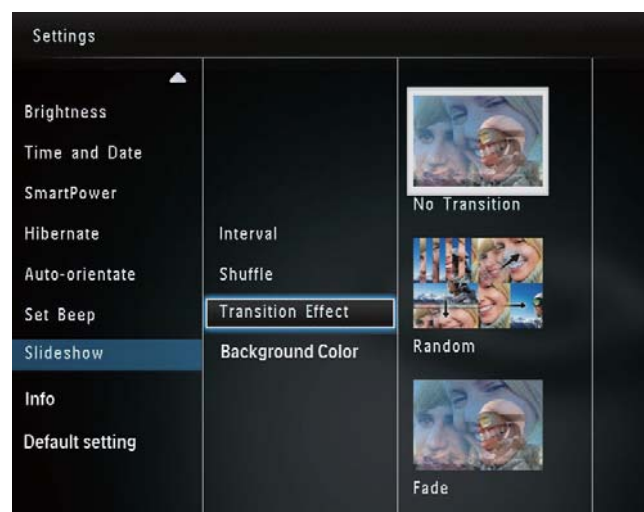 Settings
Brightness
Time and Date
SmartPower
Hibernate
Auto-orientate
Set Beep
Slideshow
Info
Default setting
Interval
Shuffle
Transition Effect
Background Color
No Transition
Random
Fade